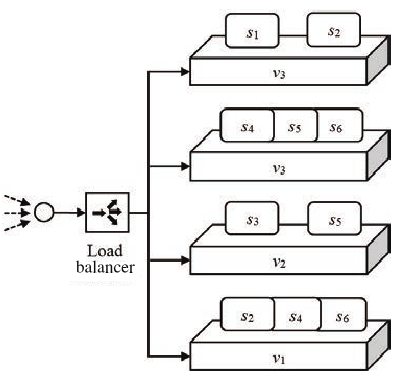 s1 s2
v3
s4 s5 s6
v3
Load
balancer
s3 s5
v2
s2 s4 s6
v1